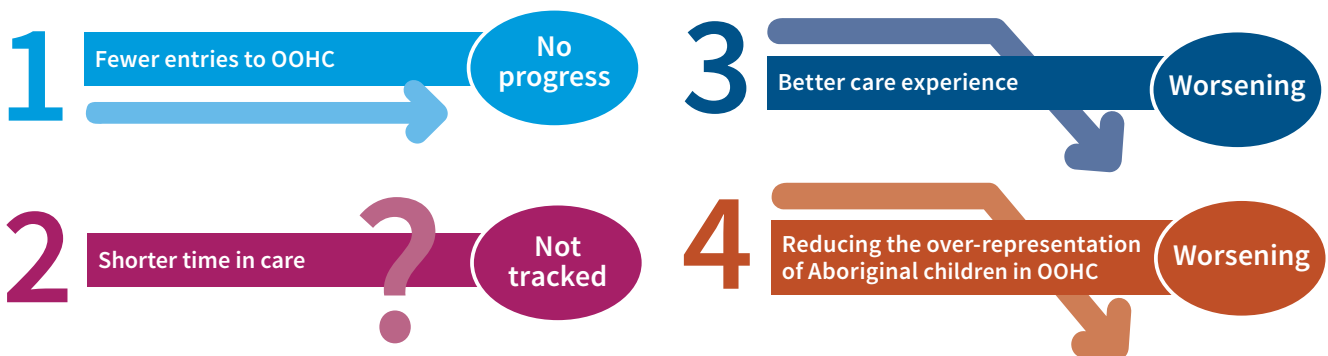 1
Fewer entries to OOHC
No
progress
2
Shorter time in care
?
Not
tracked
3
Better care experience
Worsening
4
Reducing the over-representation
of Aboriginal children in OOHC
Worsening